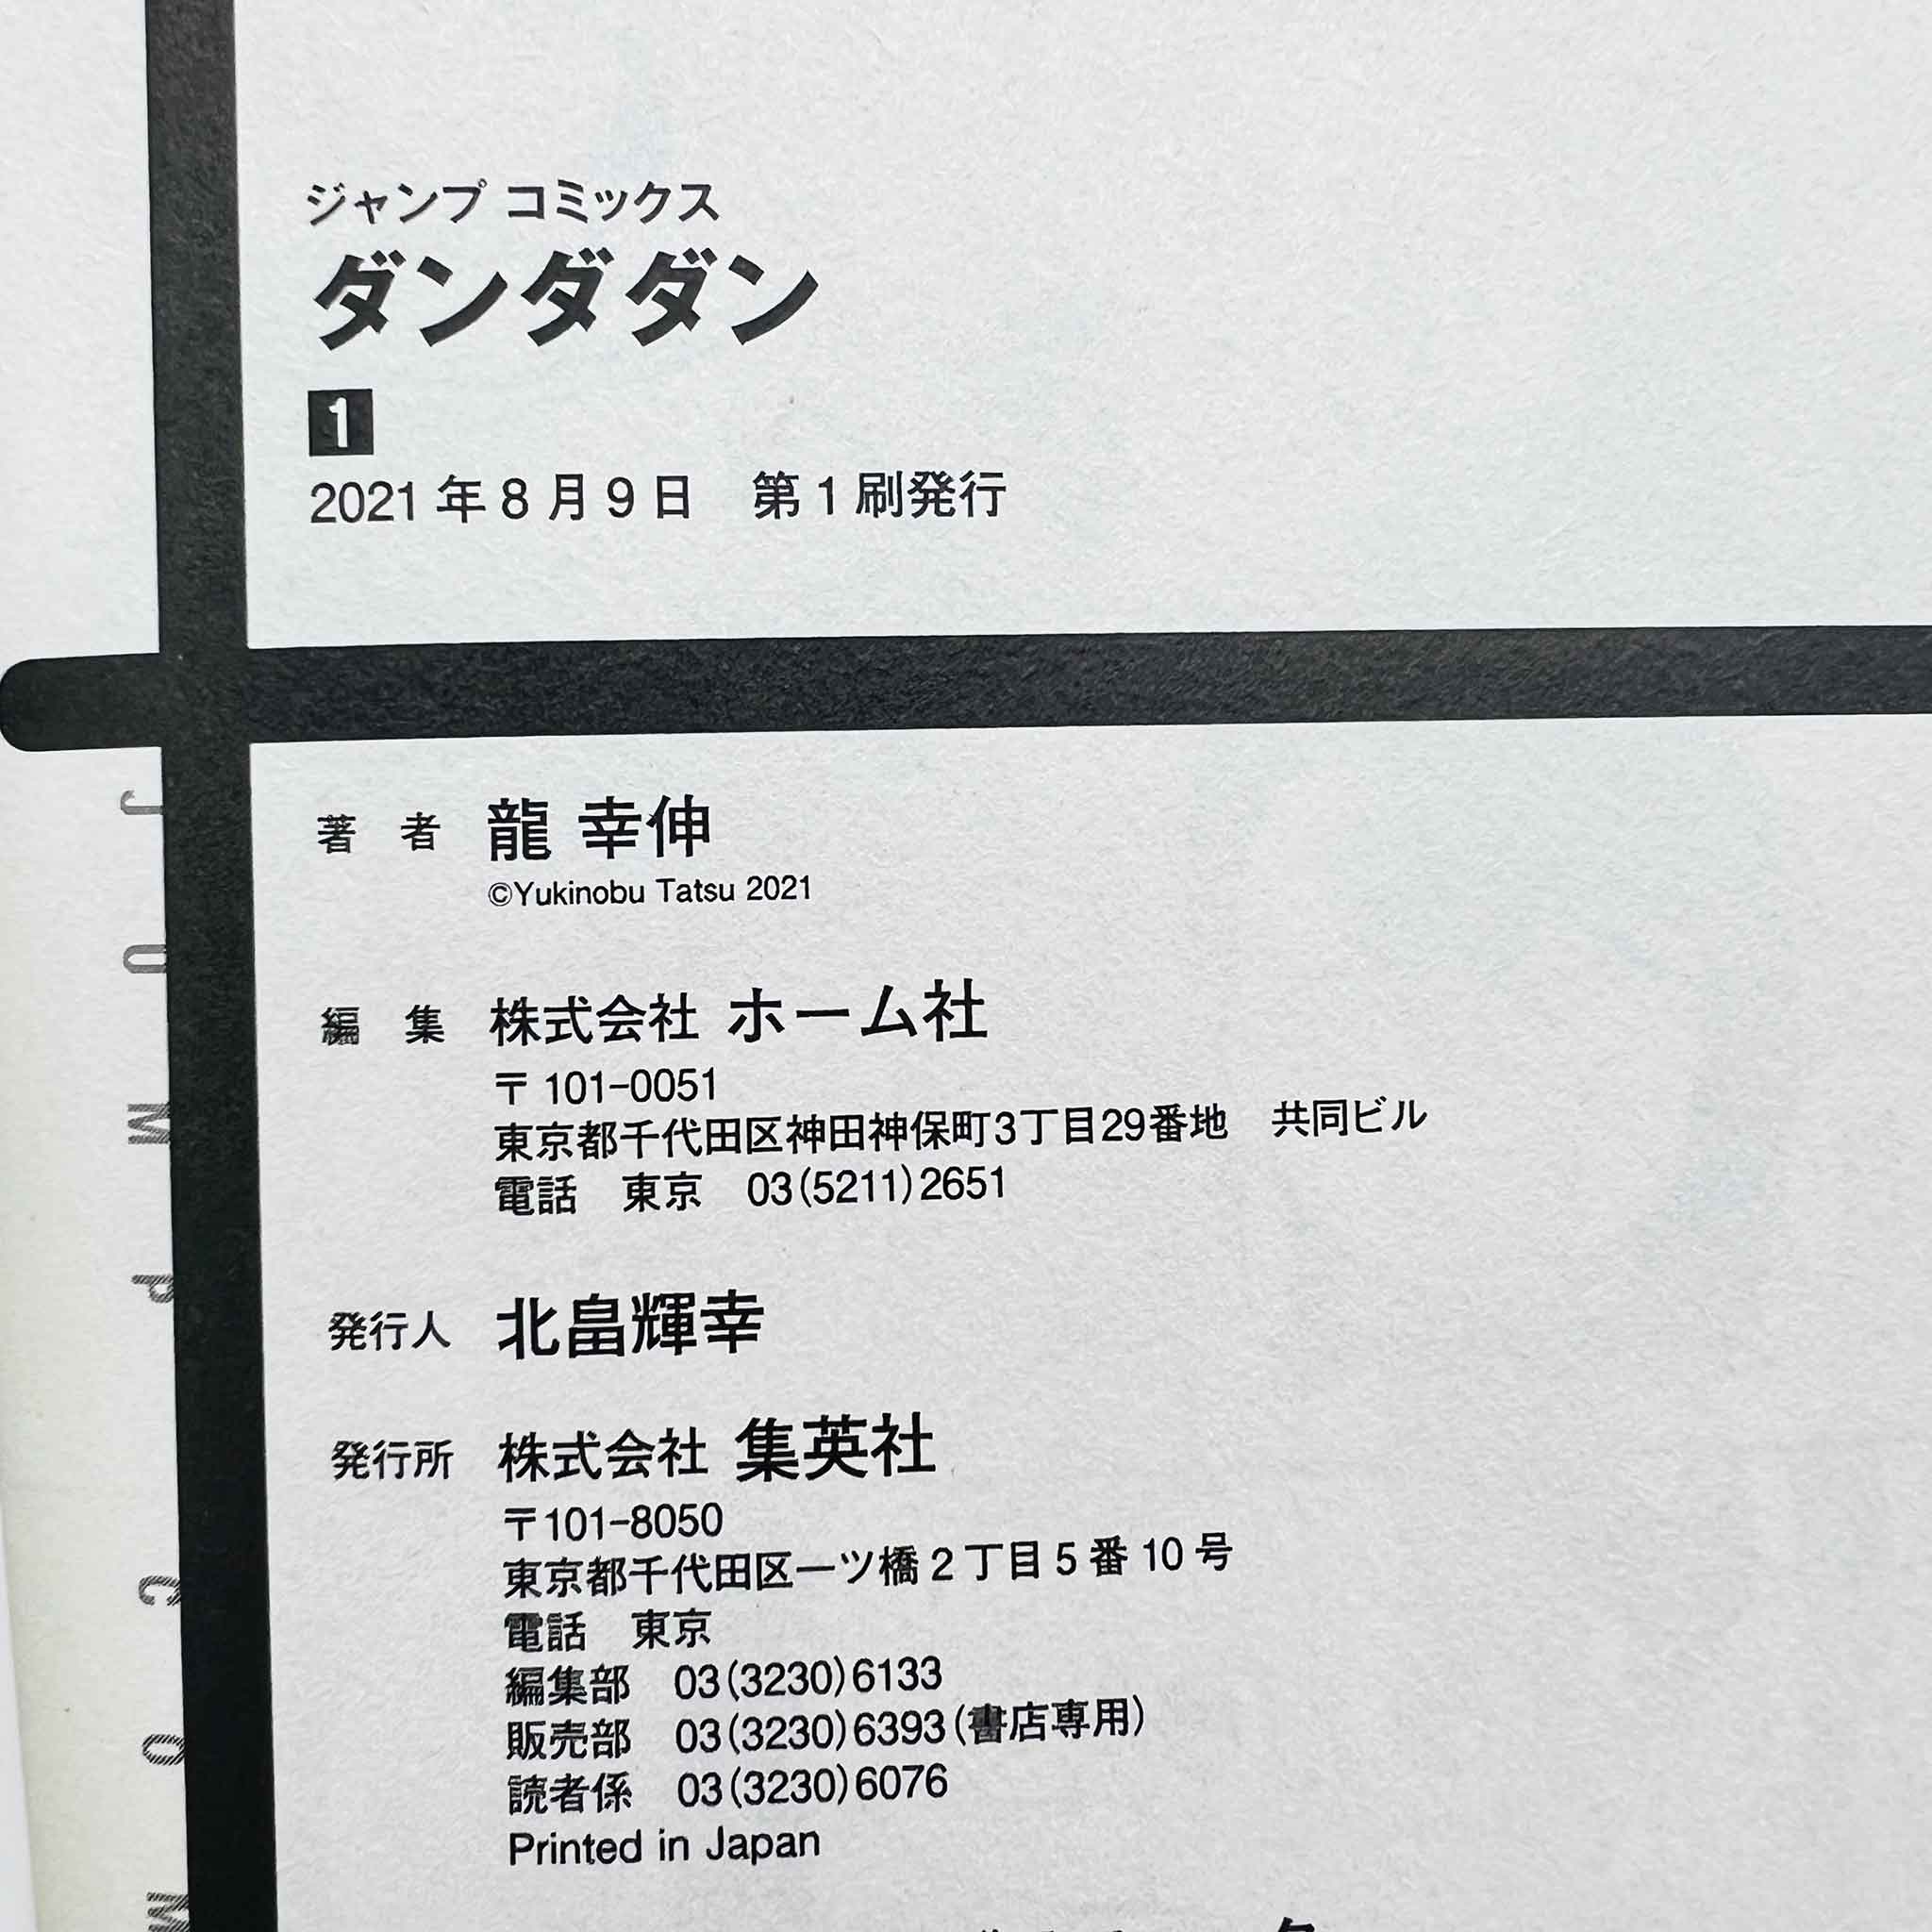 ジャンプ コミックス
ダンダダン
1
2021年8月9日　第1刷発行
著　者　龍 幸伸
©Yukinobu Tatsu 2021
編　集　株式会社 ホーム社
〒101-0051
東京都千代田区神田神保町3丁目29番地　共同ビル
電話　東京　03(5211)2651
発行人　北畠輝幸
発行所　株式会社 集英社
〒101-8050
東京都千代田区一ツ橋2丁目5番10号
電話　東京
編集部　03(3230)6133
販売部　03(3230)6393(書店専用)
読者係　03(3230)6076
Printed in Japan
JUMP COM